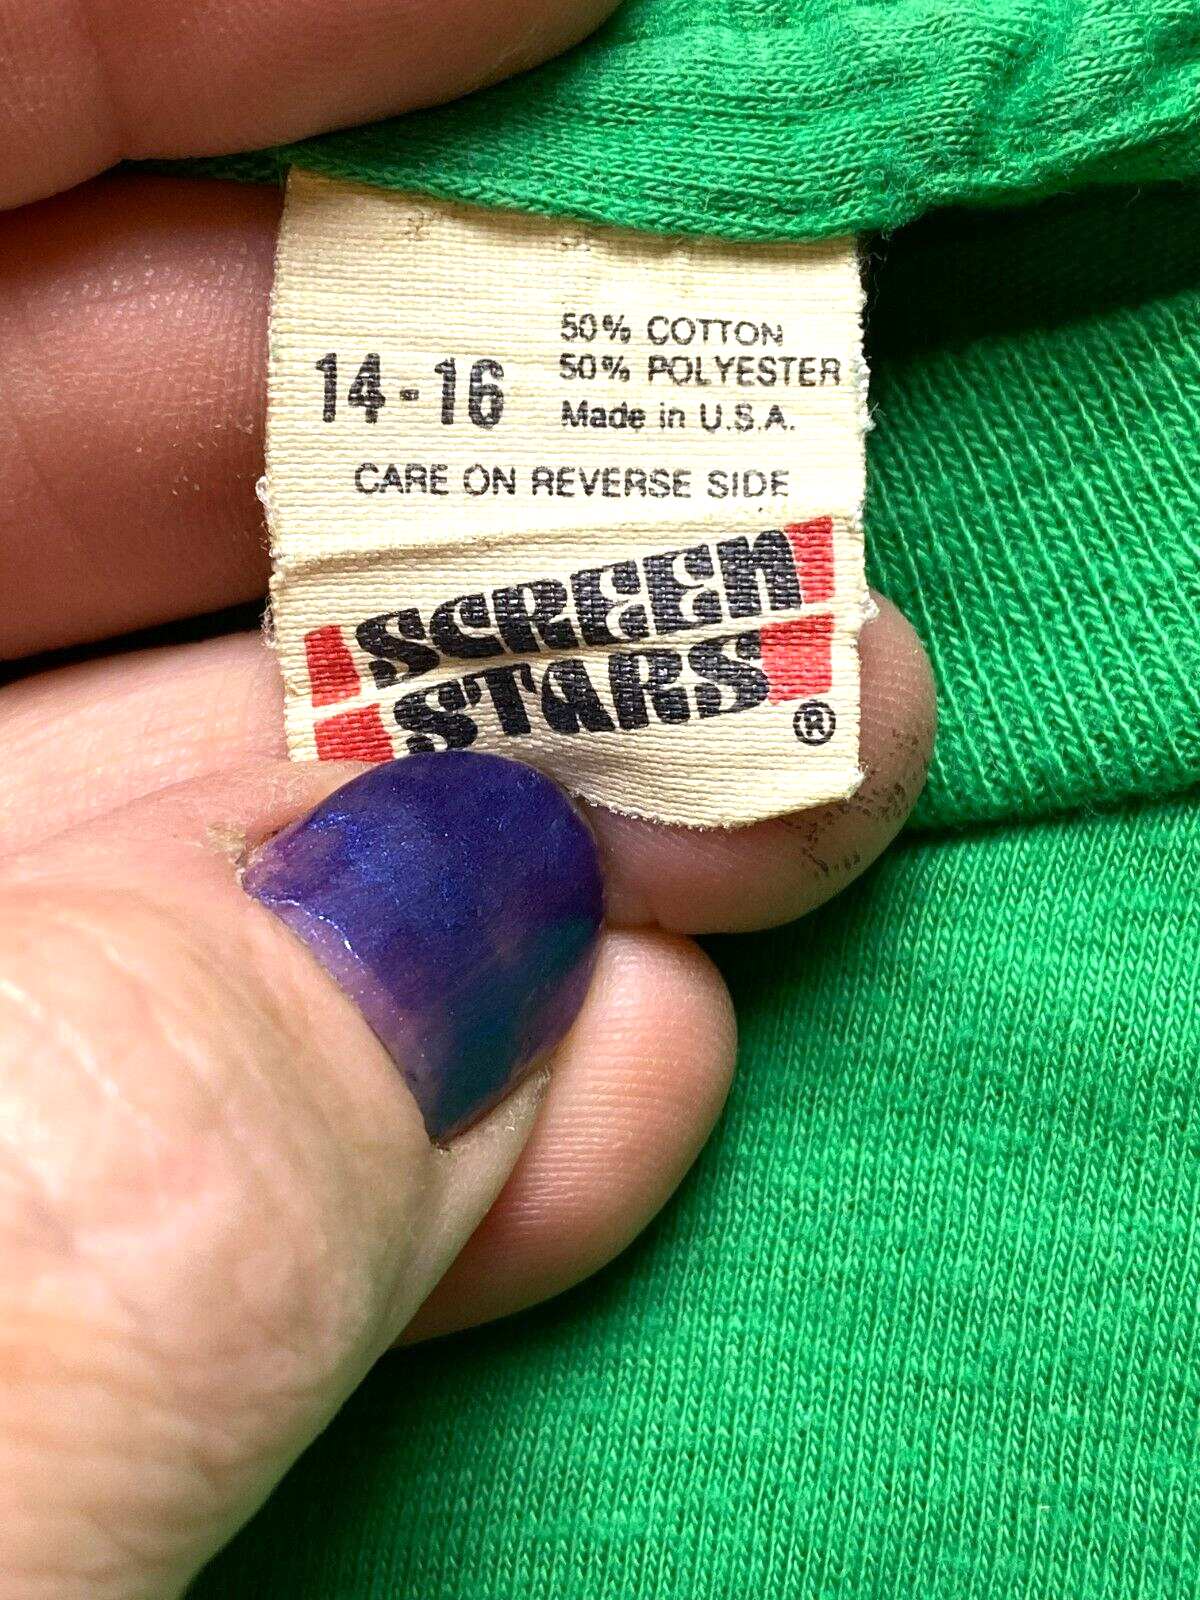 14-16
50% COTTON
50% POLYESTER
Made in U.S.A.
CARE ON REVERSE SIDE
SCREEN
STARS
®